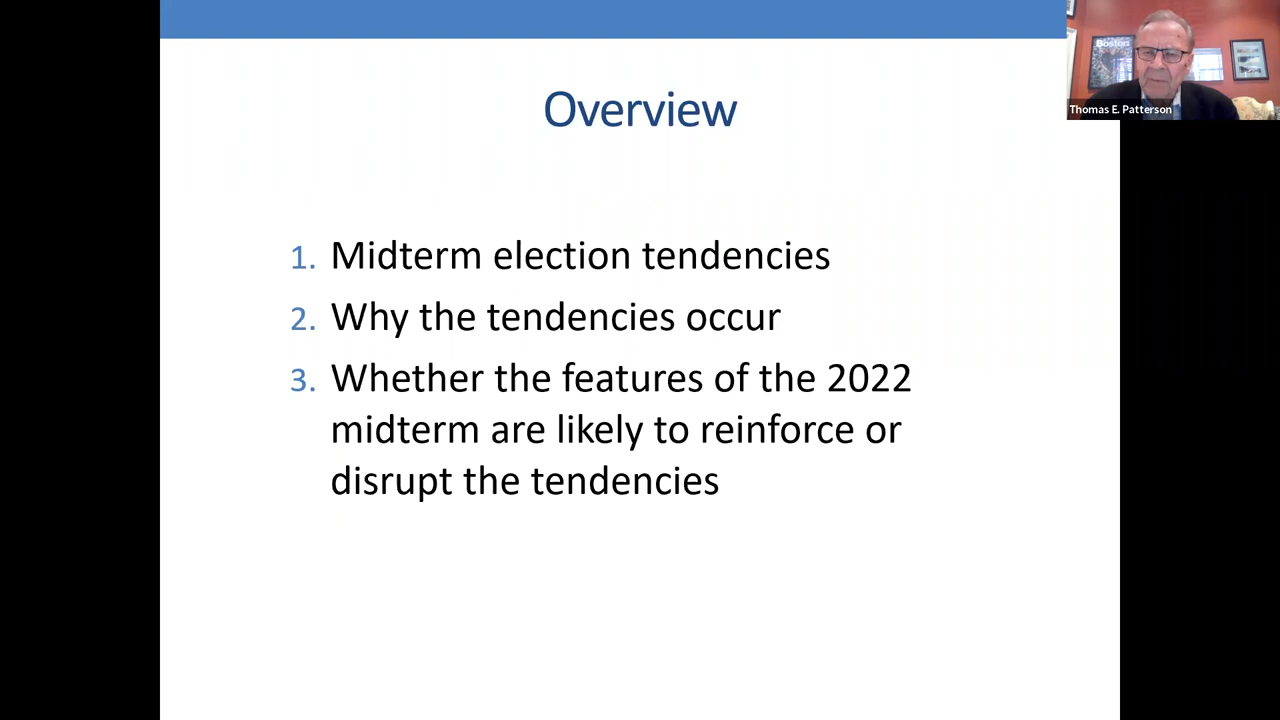 Overview
1. Midterm election tendencies
2. Why the tendencies occur
3. Whether the features of the 2022
midterm are likely to reinforce or
disrupt the tendencies
Boston
Thomas E. Patterson